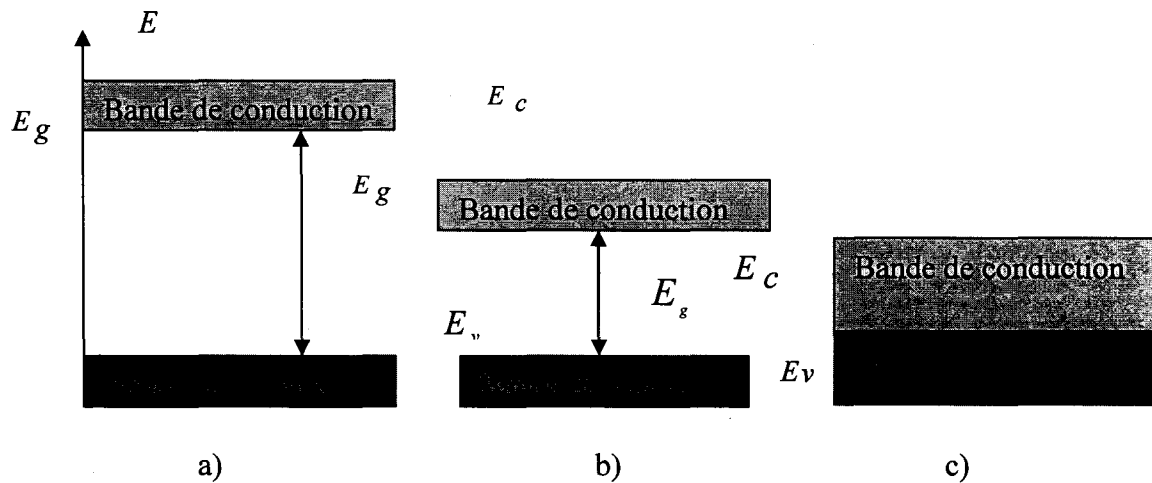 E
Bande de conduction
E g
E g
E c
Bande de conduction
E c
E g
E v
Bande de conduction
Ev
a)
b)
c)